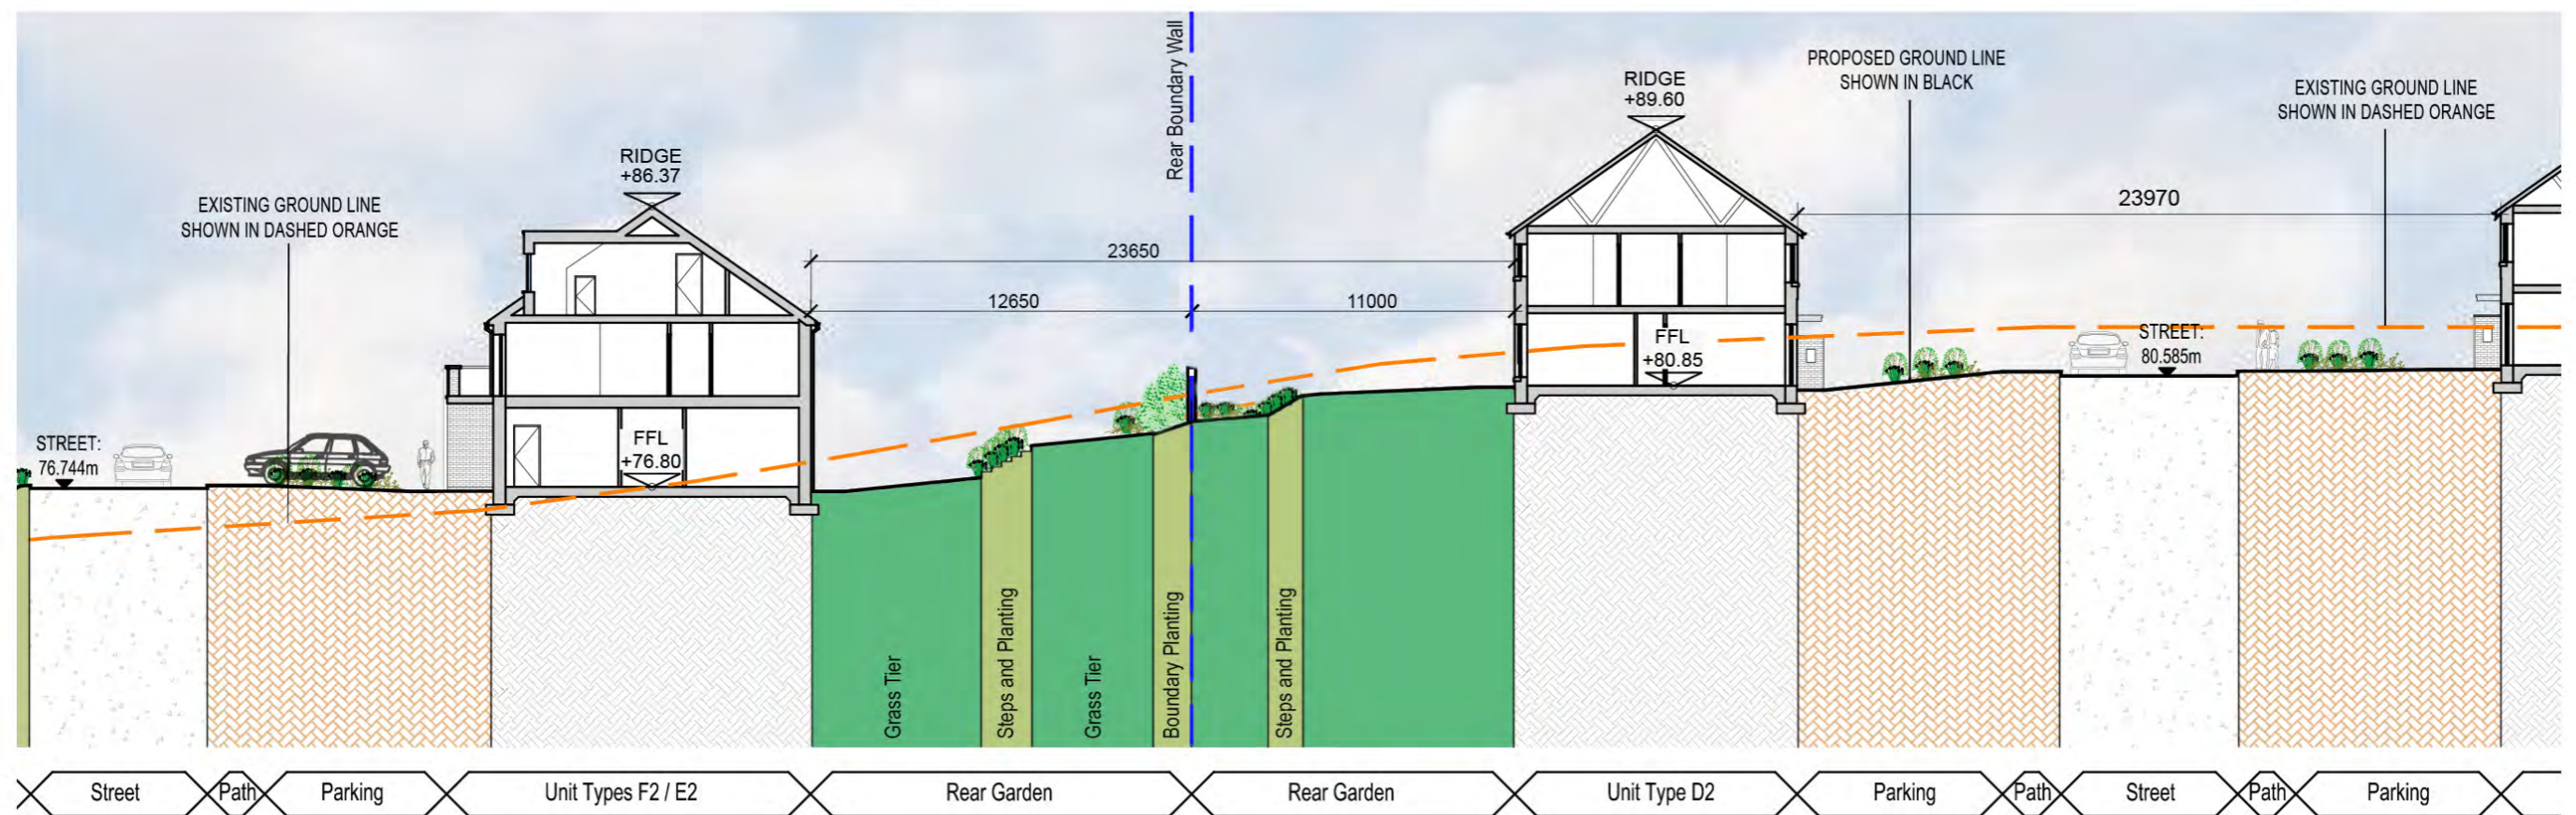 EXISTING GROUND LINE
SHOWN IN DASHED ORANGE
RIDGE
+86.37
Rear Boundary Wall
RIDGE
+89.60
PROPOSED GROUND LINE
SHOWN IN BLACK
EXISTING GROUND LINE
SHOWN IN DASHED ORANGE
23970
23650
12650
11000
STREET:
76.744m
FFL
+76.80
FFL
+80.85
STREET:
80.585m
Grass Tier
Steps and Planting
Grass Tier
Boundary Planting
Steps and Planting
Street
Path
Parking
Unit Types F2 / E2
Rear Garden
Rear Garden
Unit Type D2
Parking
Path
Street
Path
Parking